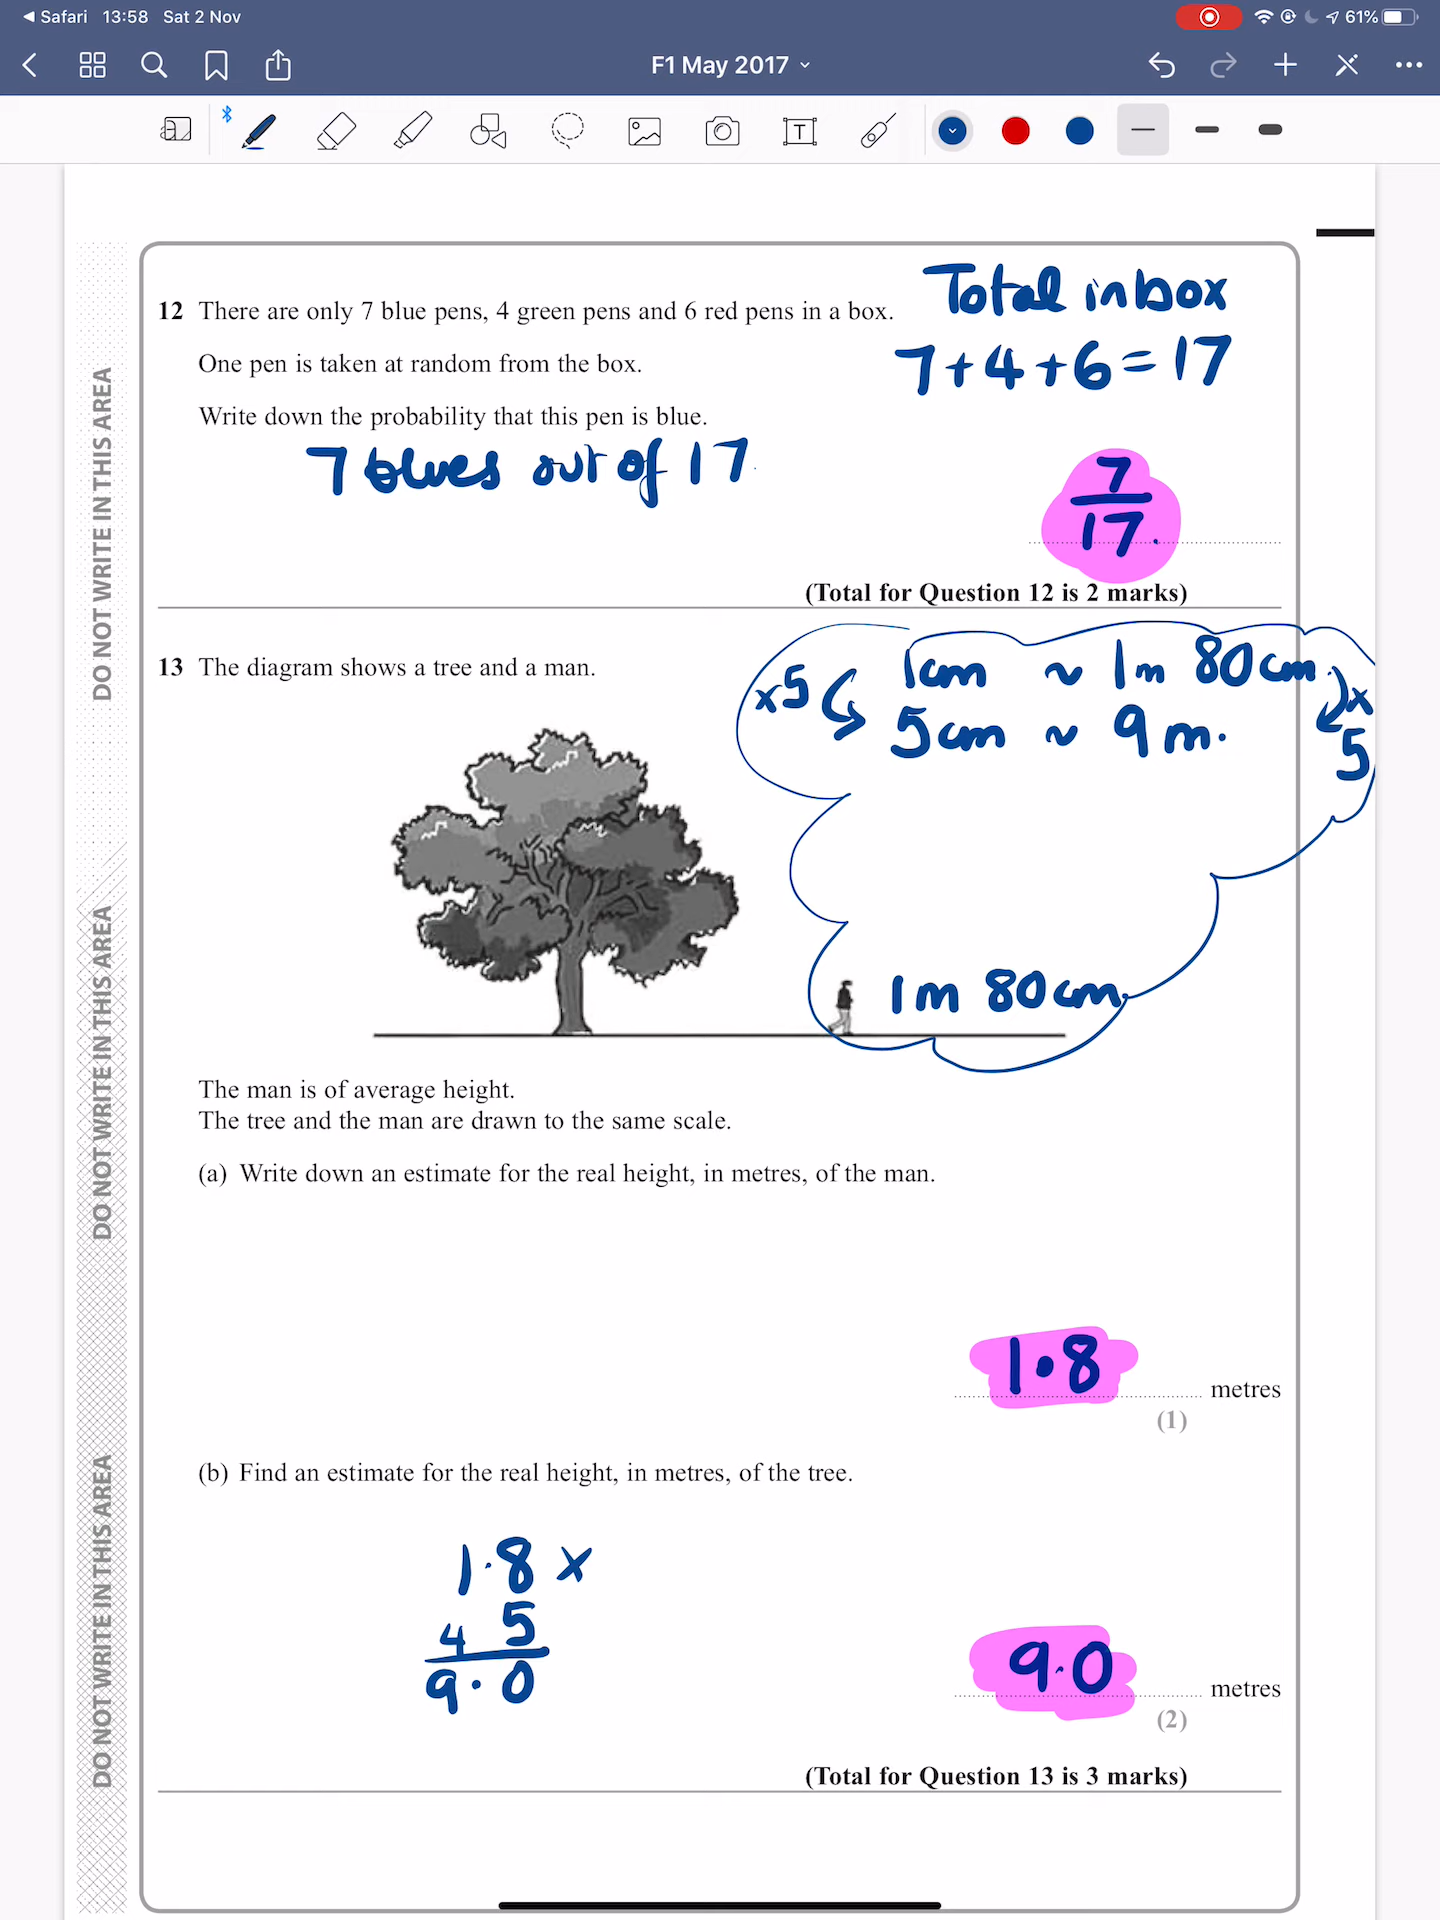 Safari 13:58 Sat 2 Nov
61%
F1 May 2017
T
DO NOT WRITE IN THIS AREA
DO NOT WRITE IN THIS AREA
DO NOT WRITE IN THIS AREA
12 There are only 7 blue pens, 4 green pens and 6 red pens in a box.
Total in box
7+4+6=17
One pen is taken at random from the box.
Write down the probability that this pen is blue.
7 blues out of 17
7
17.
(Total for Question 12 is 2 marks)
13 The diagram shows a tree and a man.
x5
1cm ~ 1m 80cm.
5cm ~ 9m.
x
5
1m 80cm.
The man is of average height.
The tree and the man are drawn to the same scale.
(a) Write down an estimate for the real height, in metres, of the man.
1.8
metres
(1)
(b) Find an estimate for the real height, in metres, of the tree.
1.8 x
4 5
9.0
9.0
metres
(2)
(Total for Question 13 is 3 marks)